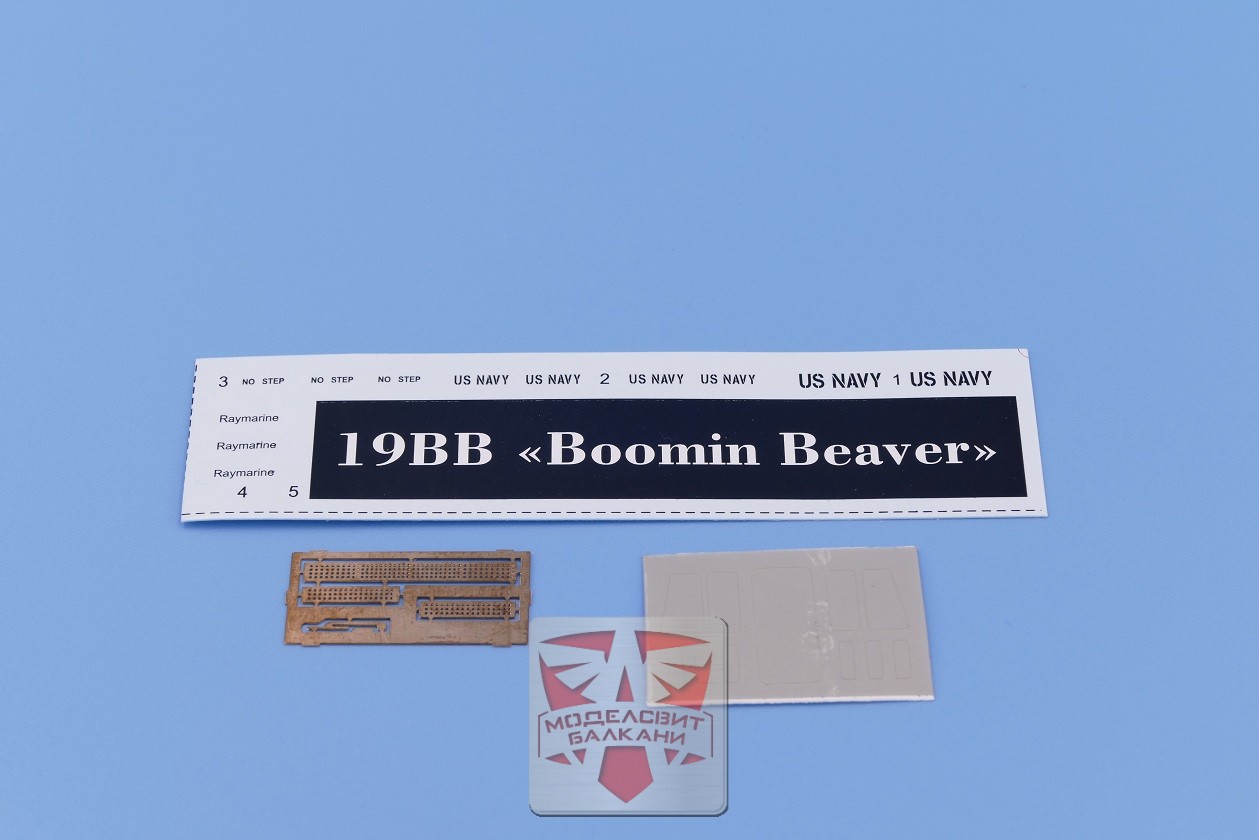 3 NO STEP NO STEP NO STEP US NAVY US NAVY 2 US NAVY US NAVY US NAVY 1 US NAVY
Raymarine
Raymarine
Raymarine
4 5
19BB «Boomin Beaver»
МОДЕЛСВИТ
БАЛКАНИ